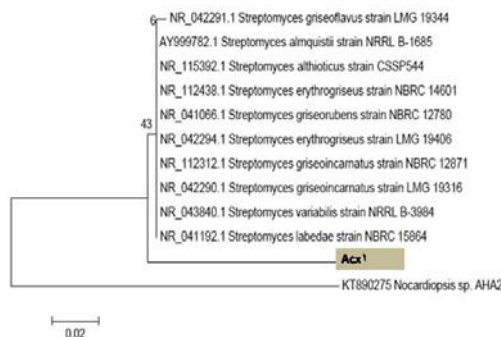 6
NR_042291.1 Streptomyces griseoflavus strain LMG 19344
AY999782.1 Streptomyces almquistii strain NRRL B-1685
NR_115392.1 Streptomyces althioticus strain CSSP544
NR_112438.1 Streptomyces erythrogriseus strain NBRC 14601
NR_041066.1 Streptomyces griseorubens strain NBRC 12780
43
NR_042294.1 Streptomyces erythrogriseus strain LMG 19406
NR_112312.1 Streptomyces griseoincarnatus strain NBRC 12871
NR_042290.1 Streptomyces griseoincarnatus strain LMG 19316
NR_043840.1 Streptomyces variabilis strain NRRL B-3984
NR_041192.1 Streptomyces labedae strain NBRC 15864
Acx١
KT890275 Nocardiopsis sp. AHA2
0.02